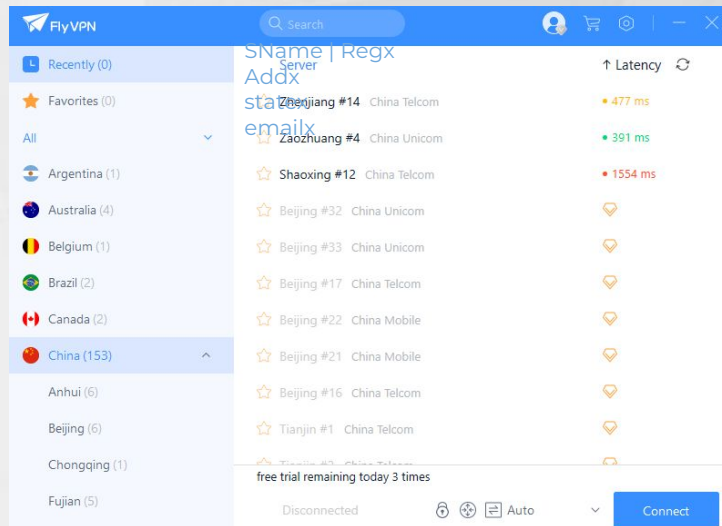 FlyVPN
Search
Recently (0)
Favorites (0)
All
Argentina (1)
Australia (4)
Belgium (1)
Brazil (2)
Canada (2)
China (153)
Anhui (6)
Beijing (6)
Chongqing (1)
Fujian (5)
SName | Regx
Addx
statex
emailx
Server
↑ Latency
Zhenjiang #14 China Telcom
477 ms
Zaozhuang #4 China Unicom
391 ms
Shaoxing #12 China Telcom
1554 ms
Beijing #32 China Unicom
Beijing #33 China Unicom
Beijing #17 China Telcom
Beijing #22 China Mobile
Beijing #21 China Mobile
Beijing #16 China Telcom
Tianjin #1 China Telcom
free trial remaining today 3 times
Disconnected
Auto
Connect